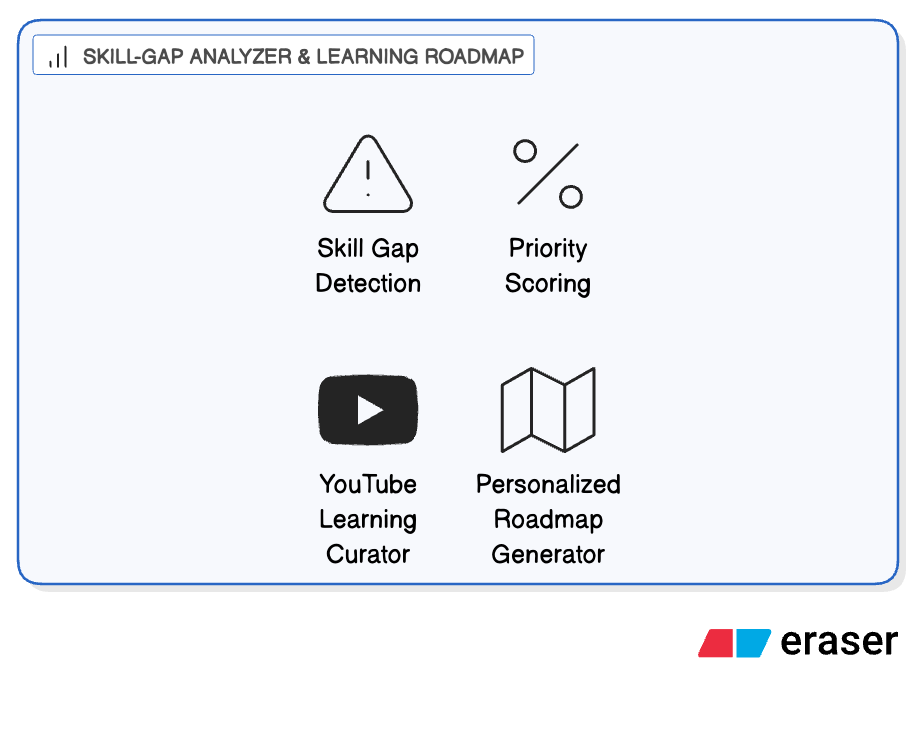 SKILL-GAP ANALYZER & LEARNING ROADMAP
Skill Gap
Detection
Priority
Scoring
YouTube
Learning
Curator
Personalized
Roadmap
Generator
eraser